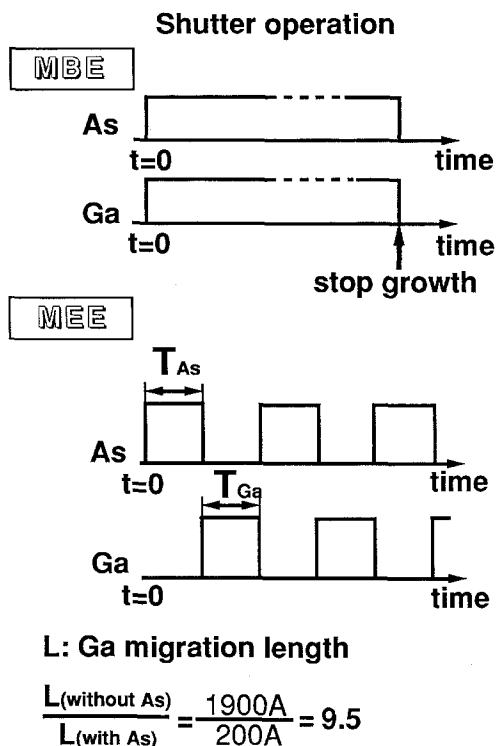 Shutter operation
MBE
As
t=0 time
Ga
t=0 time
stop growth
MEE
TAs
As
t=0 time
TGa
Ga
t=0 time
L: Ga migration length
L(without As) / L(with As) = 1900A / 200A = 9.5